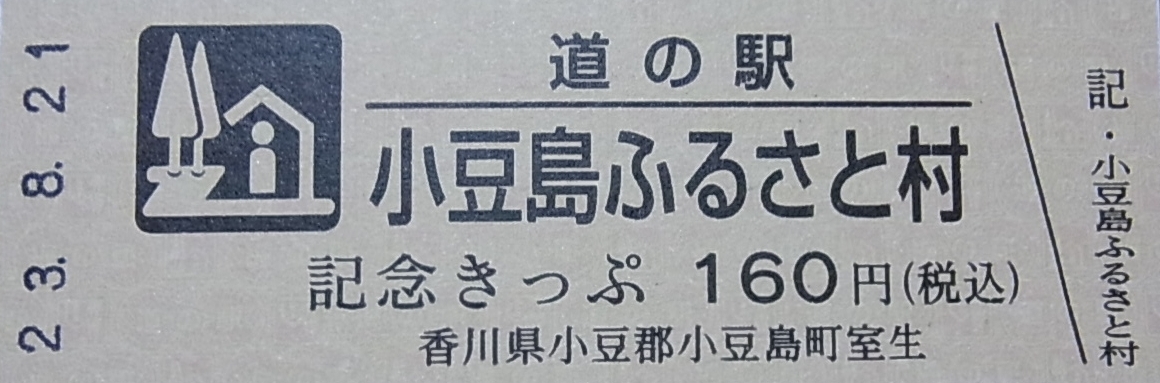 23. 8. 21
道の駅
小豆島ふるさと村
記念きっぷ 160円(税込)
香川県小豆郡小豆島町室生
記・小豆島ふるさと村